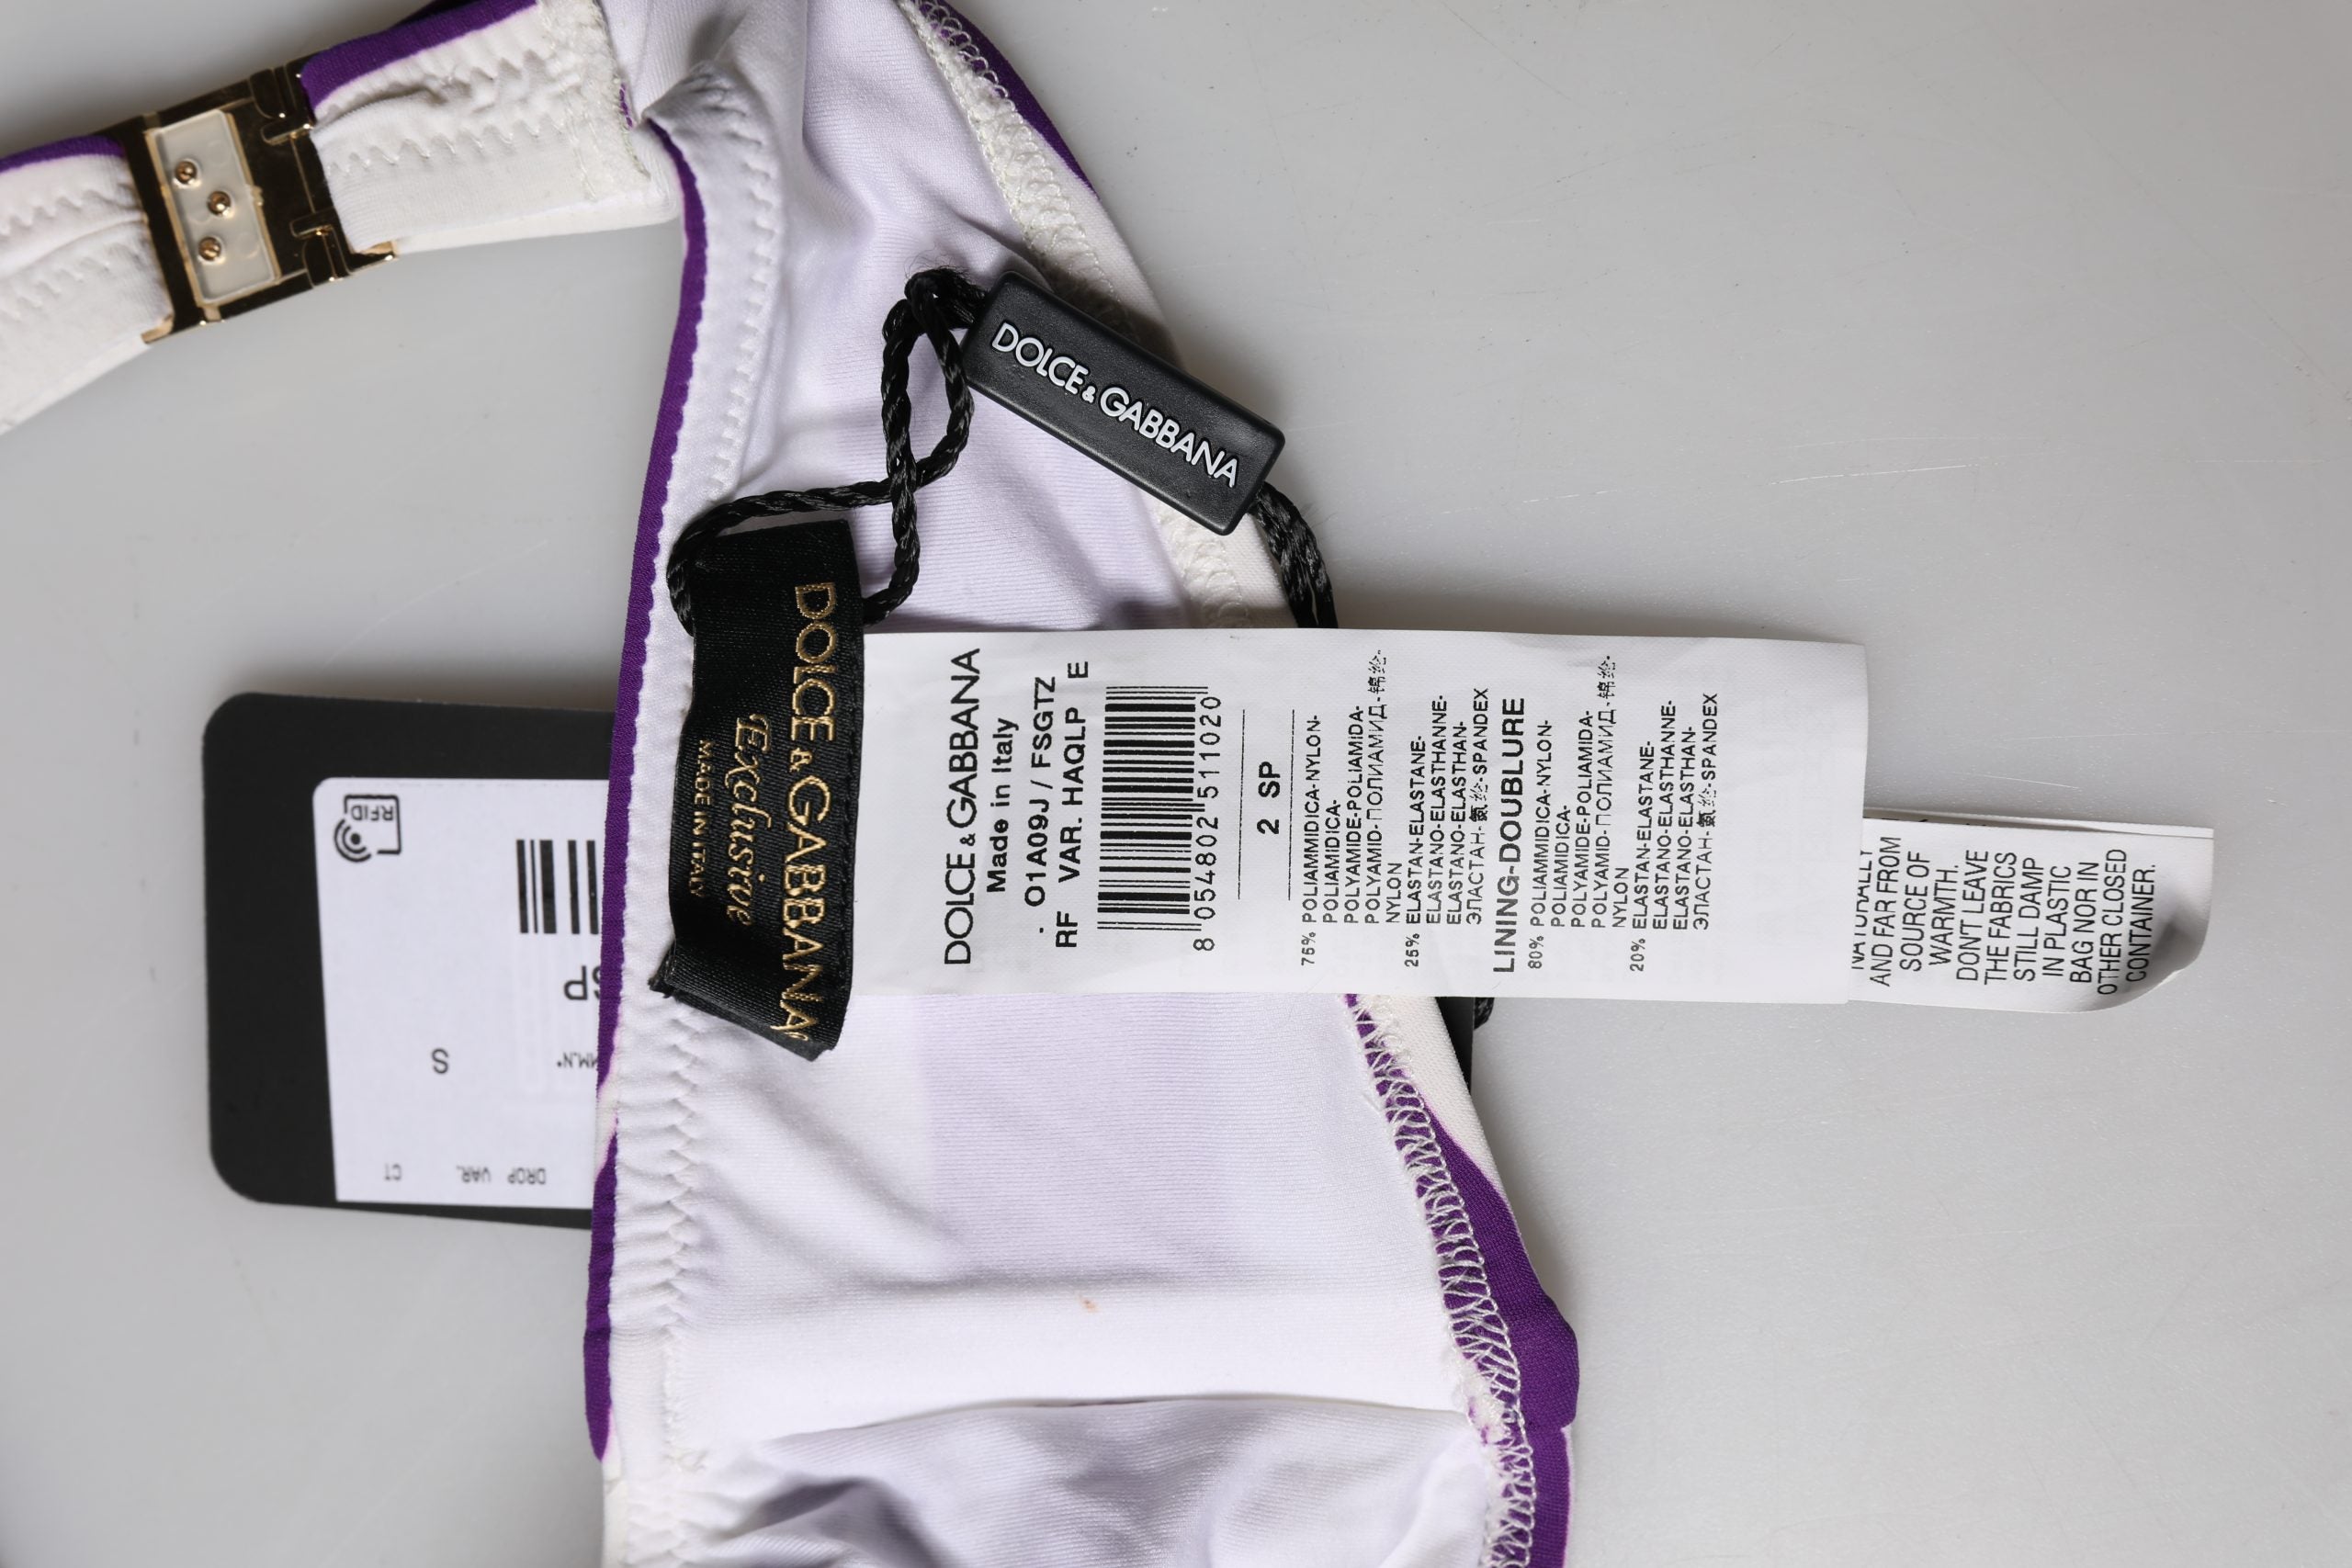 DOLCE & GABBANA
DOLCE & GABBANA
Exclusive
MADE IN ITALY
DOLCE & GABBANA
Made in Italy
. O1A09J / FSGTZ
RF VAR. HAQLP E
8 054802 511020
2 SP
75% POLIAMMIDICA-NYLON-
POLIAMIDICA-
POLYAMIDE-POLIAMIDA-
POLYAMID-ПОЛИАМИД-锦纶-
NYLON
25% ELASTAN-ELASTANE-
ELASTANO-ELASTHANNE-
ELASTANO-ELASTHAN-
ЭЛАСТАН-氨纶-SPANDEX
LINING-DOUBLURE
80% POLIAMMIDICA-NYLON-
POLIAMIDICA-
POLYAMIDE-POLIAMIDA-
POLYAMID-ПОЛИАМИД-锦纶-
NYLON
20% ELASTAN-ELASTANE-
ELASTANO-ELASTHANNE-
ELASTANO-ELASTHAN-
ЭЛАСТАН-氨纶-SPANDEX
NATURALLY
AND FAR FROM
SOURCE OF
WARMTH.
DON'T LEAVE
THE FABRICS
STILL DAMP
IN PLASTIC
BAG NOR IN
OTHER CLOSED
CONTAINER.
RFID
SP
S
DROP VAR. CT